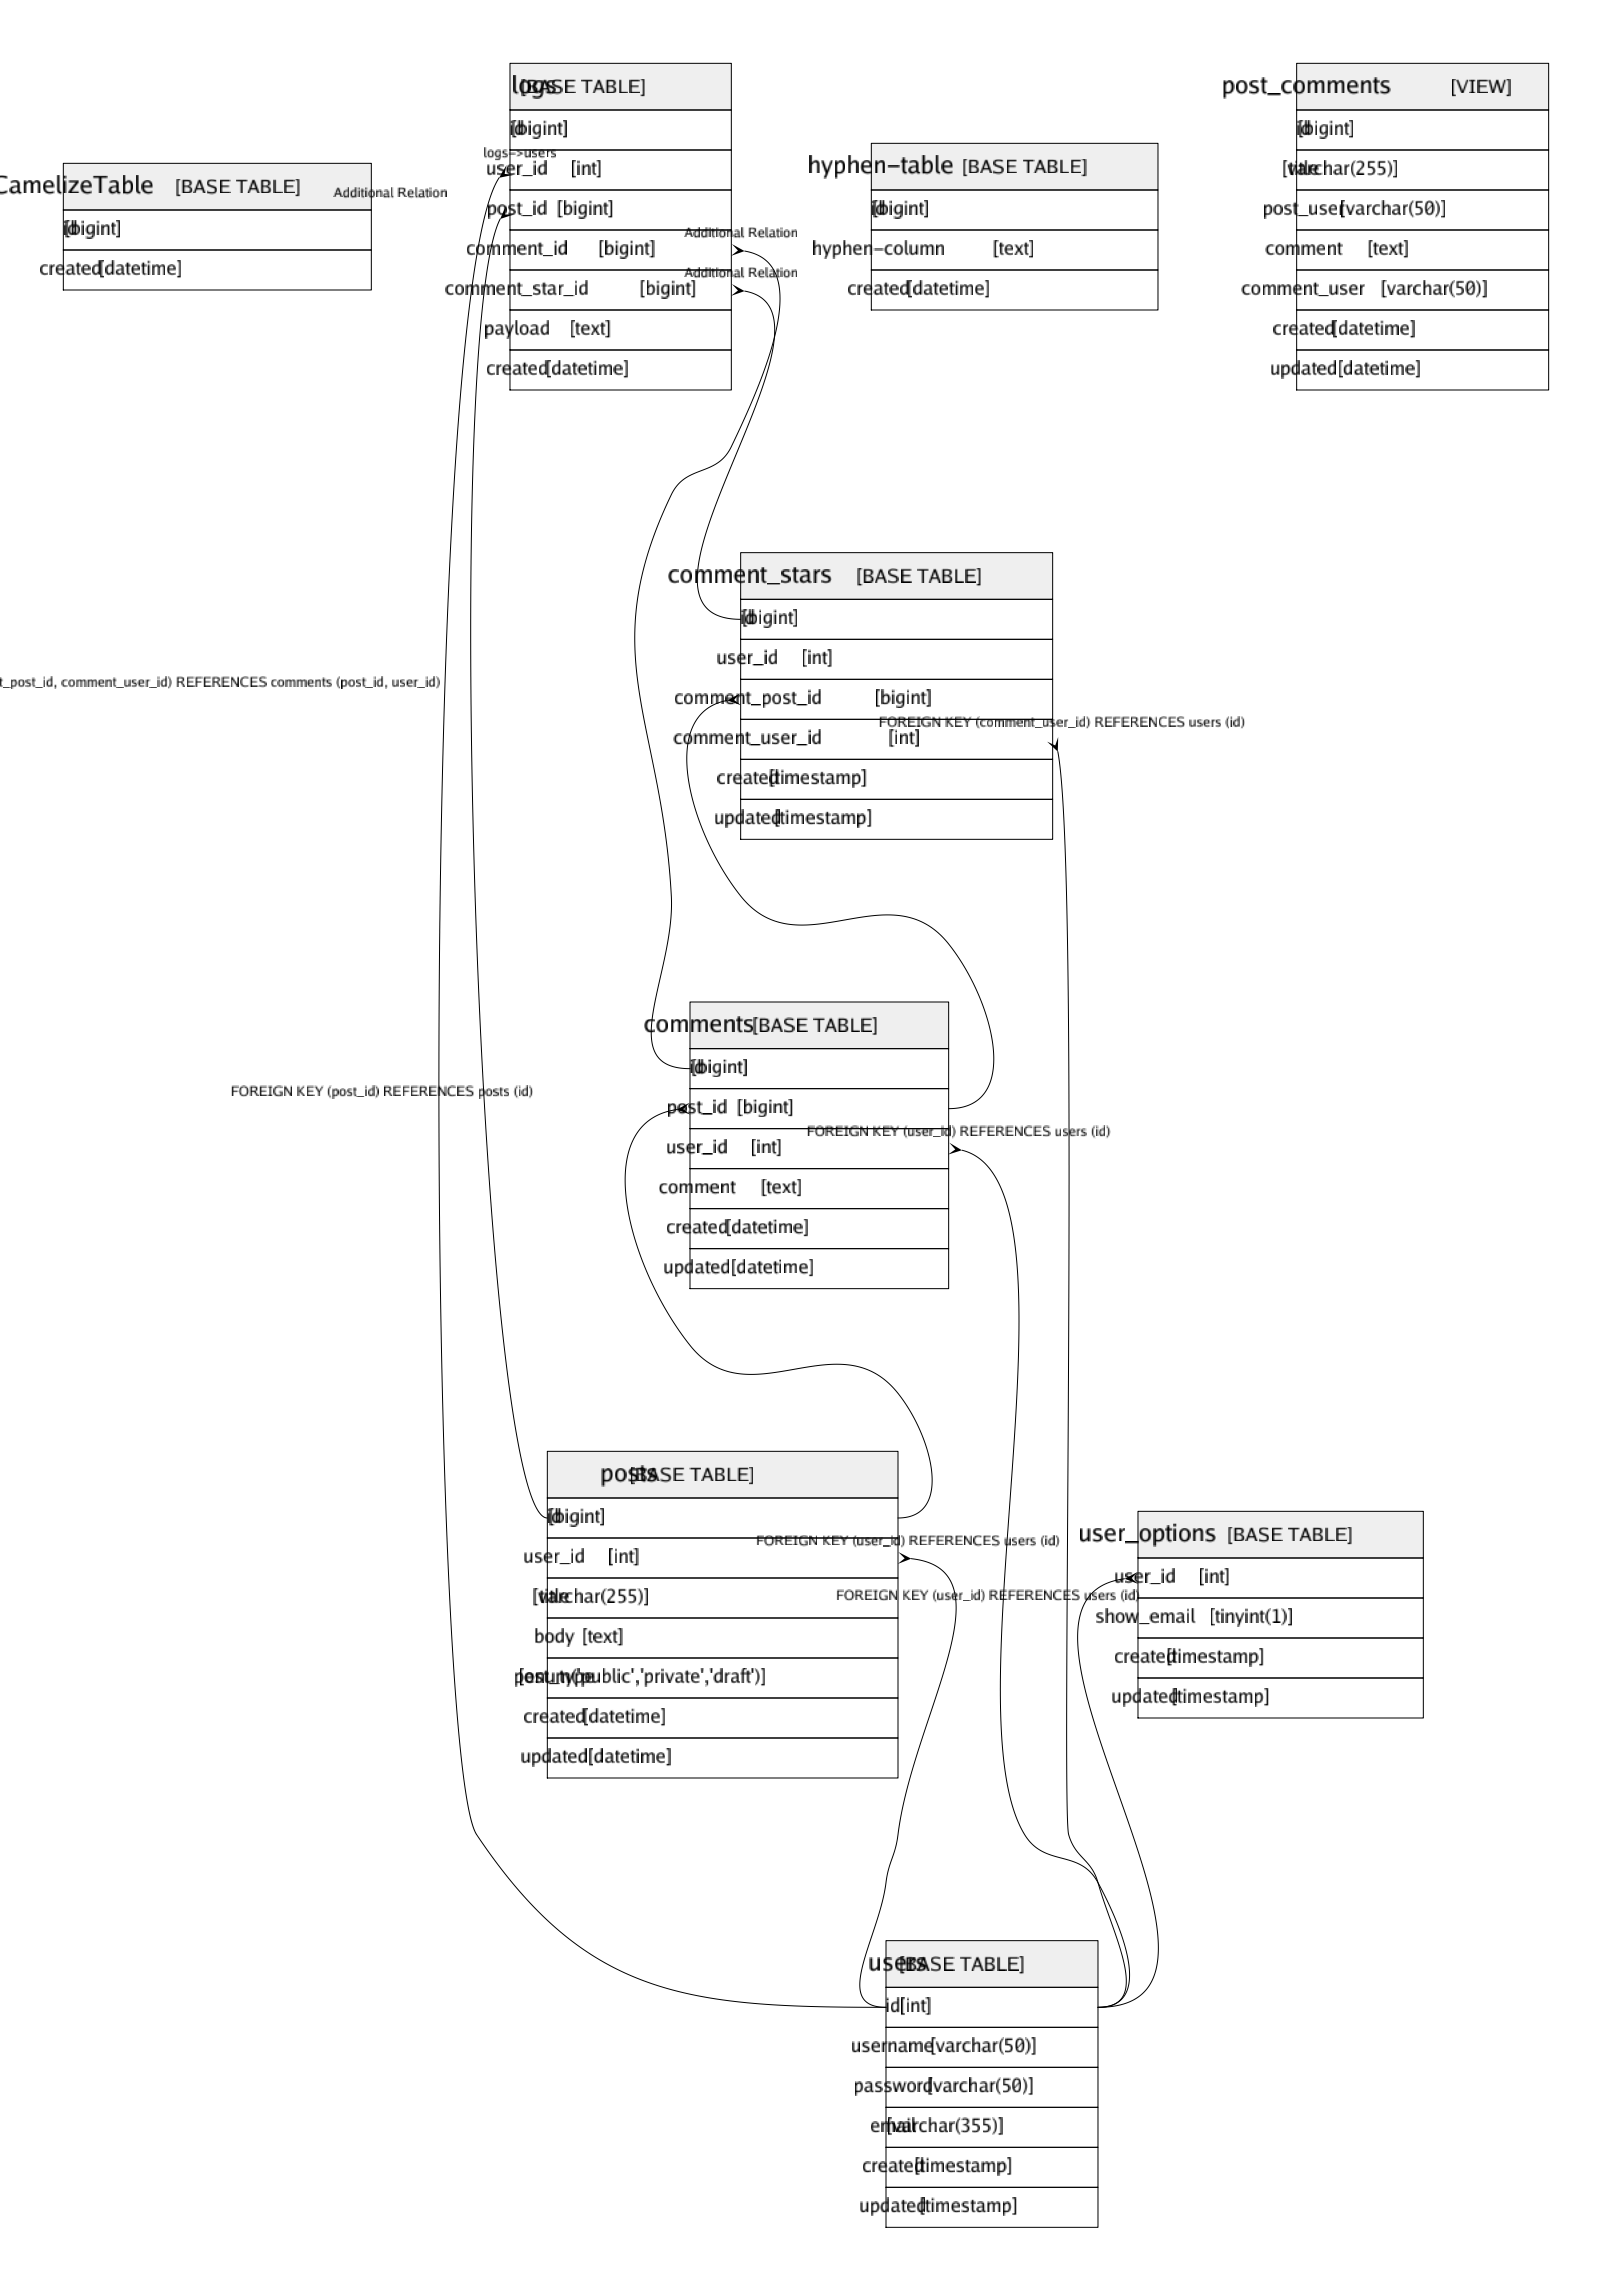 CamelizeTable [BASE TABLE]
id [bigint]
created [datetime]
logs [BASE TABLE]
id [bigint]
logs->users
user_id [int]
Additional Relation
post_id [bigint]
Additional Relation
comment_id [bigint]
Additional Relation
comment_star_id [bigint]
payload [text]
created [datetime]
hyphen-table [BASE TABLE]
id [bigint]
hyphen-column [text]
created [datetime]
post_comments [VIEW]
id [bigint]
title [varchar(255)]
post_user [varchar(50)]
comment [text]
comment_user [varchar(50)]
created [datetime]
updated [datetime]
comment_stars [BASE TABLE]
id [bigint]
user_id [int]
t_post_id, comment_user_id) REFERENCES comments (post_id, user_id)
comment_post_id [bigint]
FOREIGN KEY (comment_user_id) REFERENCES users (id)
comment_user_id [int]
created [timestamp]
updated [timestamp]
comments [BASE TABLE]
id [bigint]
FOREIGN KEY (post_id) REFERENCES posts (id)
post_id [bigint]
FOREIGN KEY (user_id) REFERENCES users (id)
user_id [int]
comment [text]
created [datetime]
updated [datetime]
posts [BASE TABLE]
id [bigint]
FOREIGN KEY (user_id) REFERENCES users (id)
user_id [int]
title [varchar(255)]
body [text]
post_type [enum('public','private','draft')]
created [datetime]
updated [datetime]
user_options [BASE TABLE]
user_id [int]
FOREIGN KEY (user_id) REFERENCES users (id)
show_email [tinyint(1)]
created [timestamp]
updated [timestamp]
users [BASE TABLE]
id [int]
username [varchar(50)]
password [varchar(50)]
email [varchar(355)]
created [timestamp]
updated [timestamp]